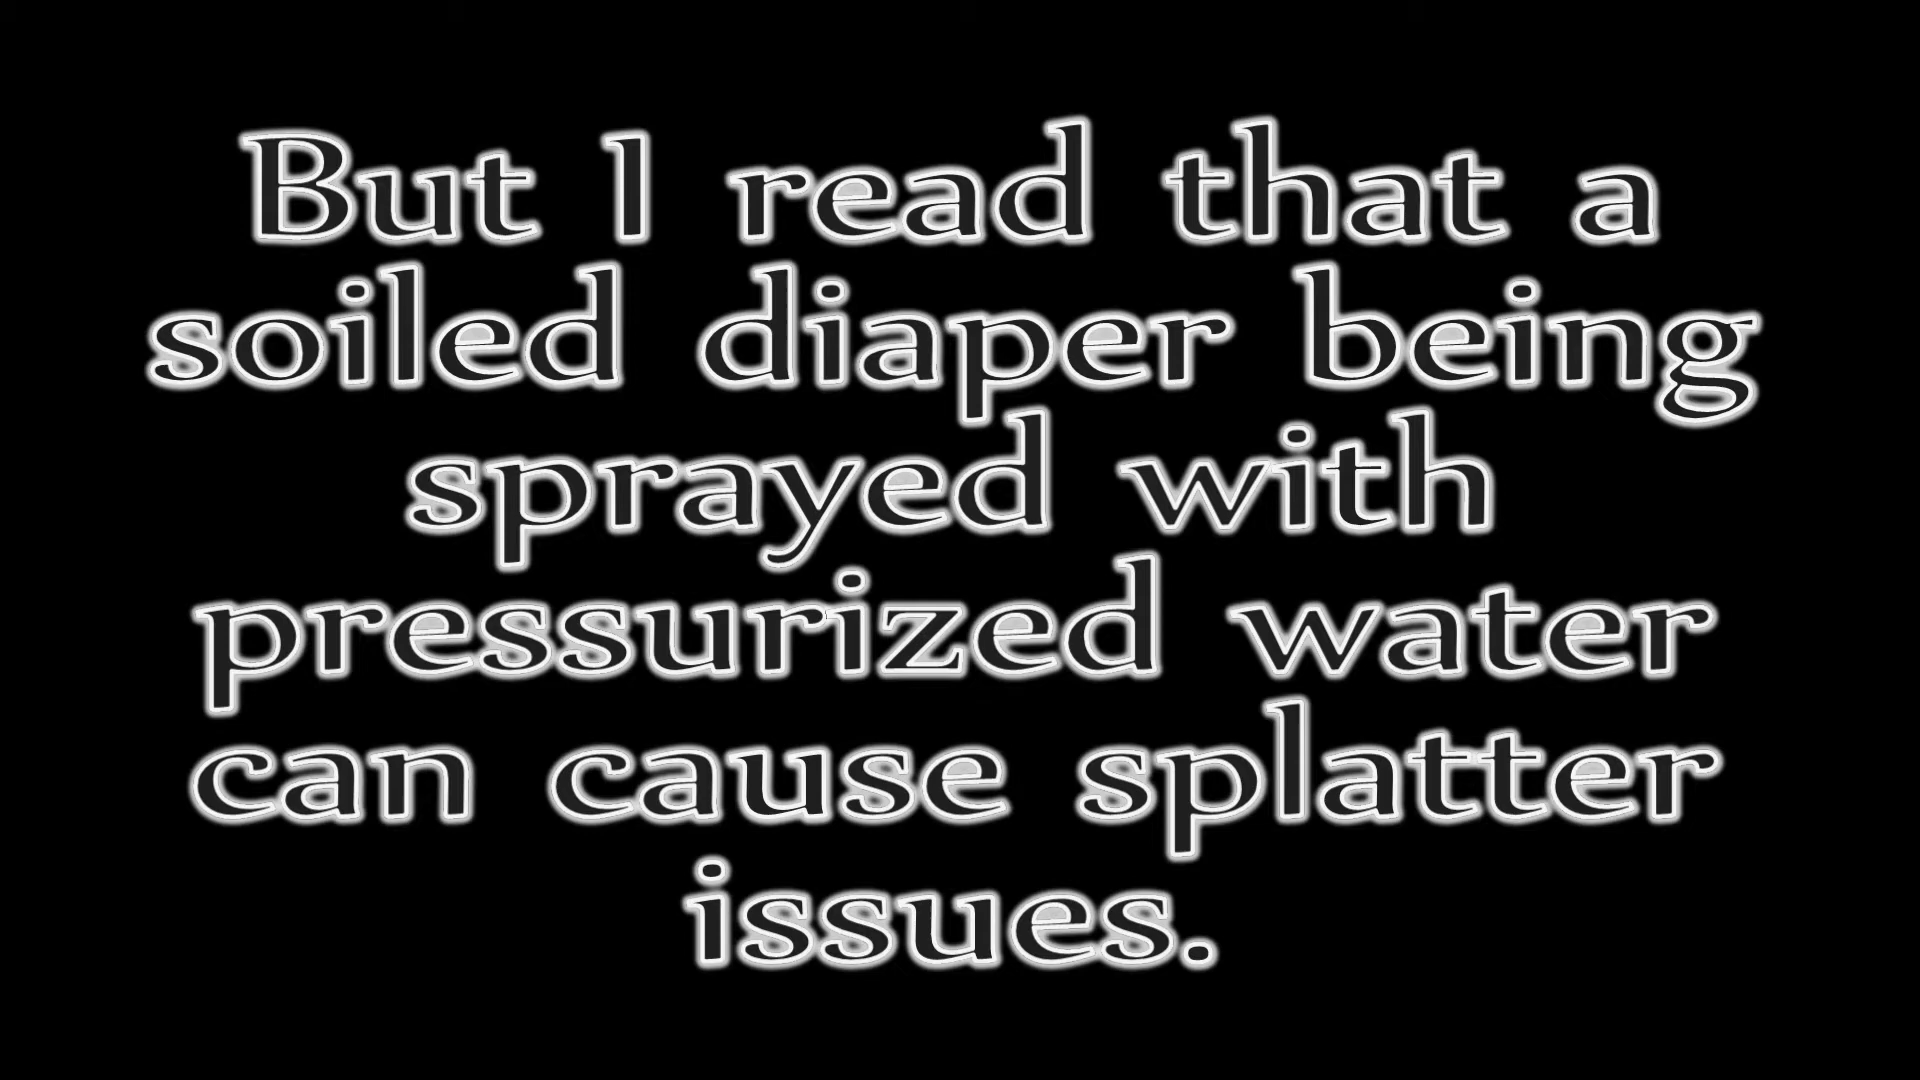 But I read that a
soiled diaper being
sprayed with
pressurized water
can cause splatter
issues.